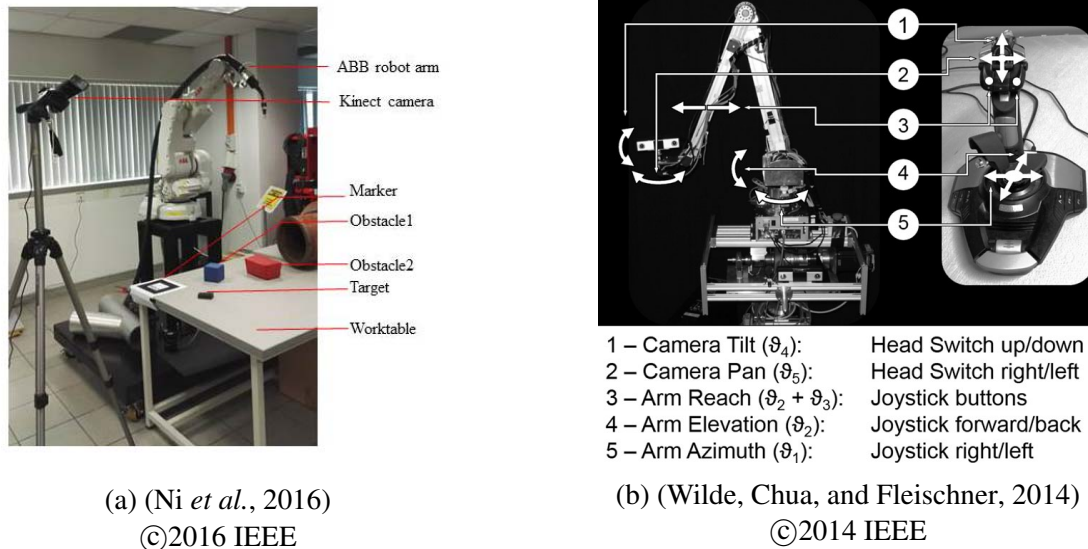 ABB robot arm
Kinect camera
Marker
Obstacle1
Obstacle2
Target
Worktable
(a) (Ni et al., 2016)
©2016 IEEE
1
2
3
4
5
1 – Camera Tilt (ϑ₄): Head Switch up/down
2 – Camera Pan (ϑ₅): Head Switch right/left
3 – Arm Reach (ϑ₂ + ϑ₃): Joystick buttons
4 – Arm Elevation (ϑ₂): Joystick forward/back
5 – Arm Azimuth (ϑ₁): Joystick right/left
(b) (Wilde, Chua, and Fleischner, 2014)
©2014 IEEE